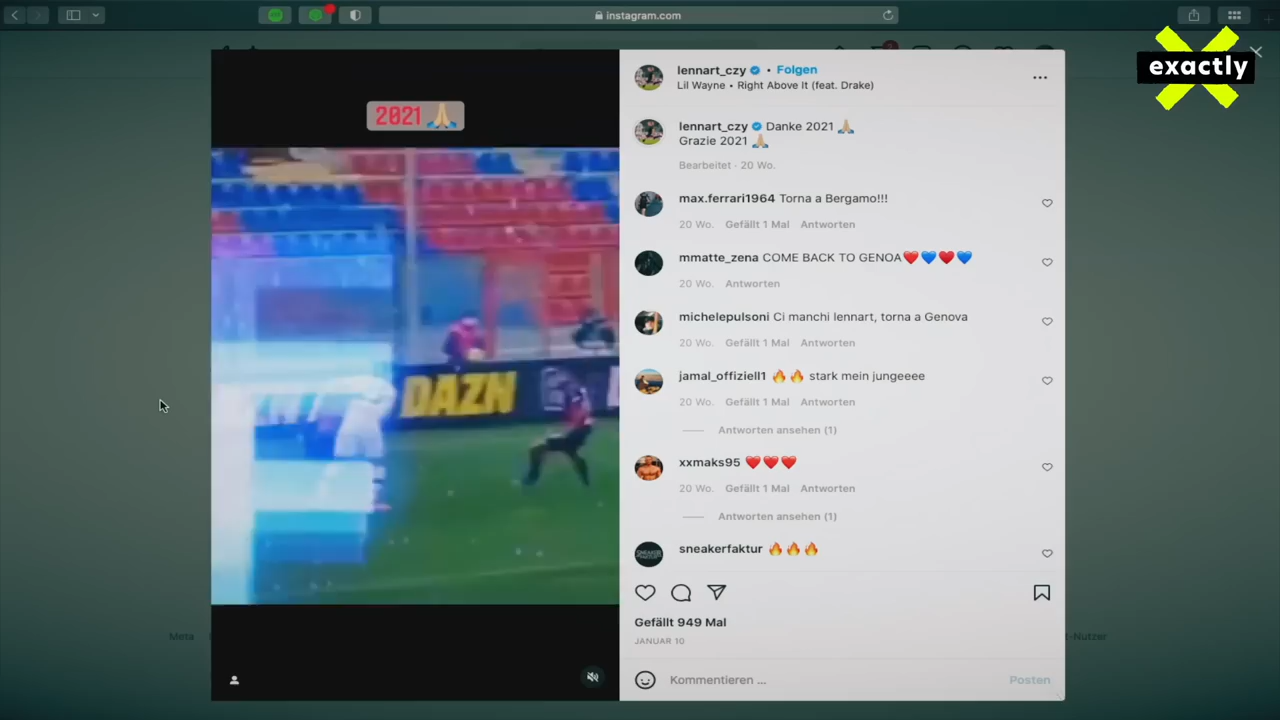 instagram.com
exactly
2021 🙏🏼
DAZN
lennart_czy • Folgen
Lil Wayne • Right Above It (feat. Drake)
lennart_czy Danke 2021 🙏🏼
Grazie 2021 🙏🏼
Bearbeitet · 20 Wo.
max.ferrari1964 Torna a Bergamo!!!
20 Wo. Gefällt 1 Mal Antworten
mmatte_zena COME BACK TO GENOA❤️💙❤️💙
20 Wo. Antworten
michelepulsoni Ci manchi lennart, torna a Genova
20 Wo. Gefällt 1 Mal Antworten
jamal_offiziell1 🔥🔥 stark mein jungeeee
20 Wo. Gefällt 1 Mal Antworten
Antworten ansehen (1)
xxmaks95 ❤️❤️❤️
20 Wo. Gefällt 1 Mal Antworten
Antworten ansehen (1)
sneakerfaktur 🔥🔥🔥
Gefällt 949 Mal
JANUAR 10
Kommentieren ...
Posten
Meta
t-Nutzer